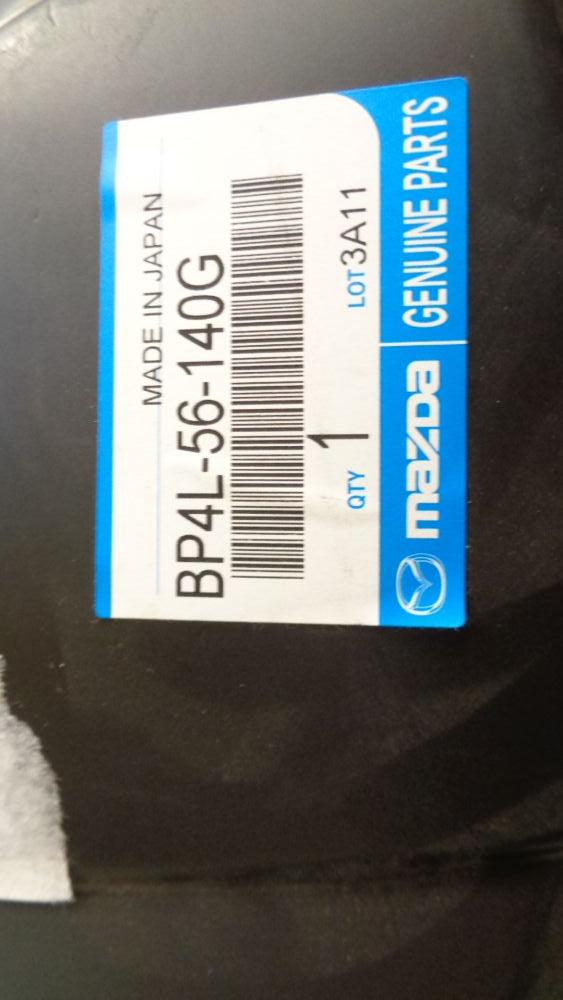 MADE IN JAPAN
BP4L-56-140G
QTY 1 LOT 3A11
mazda GENUINE PARTS